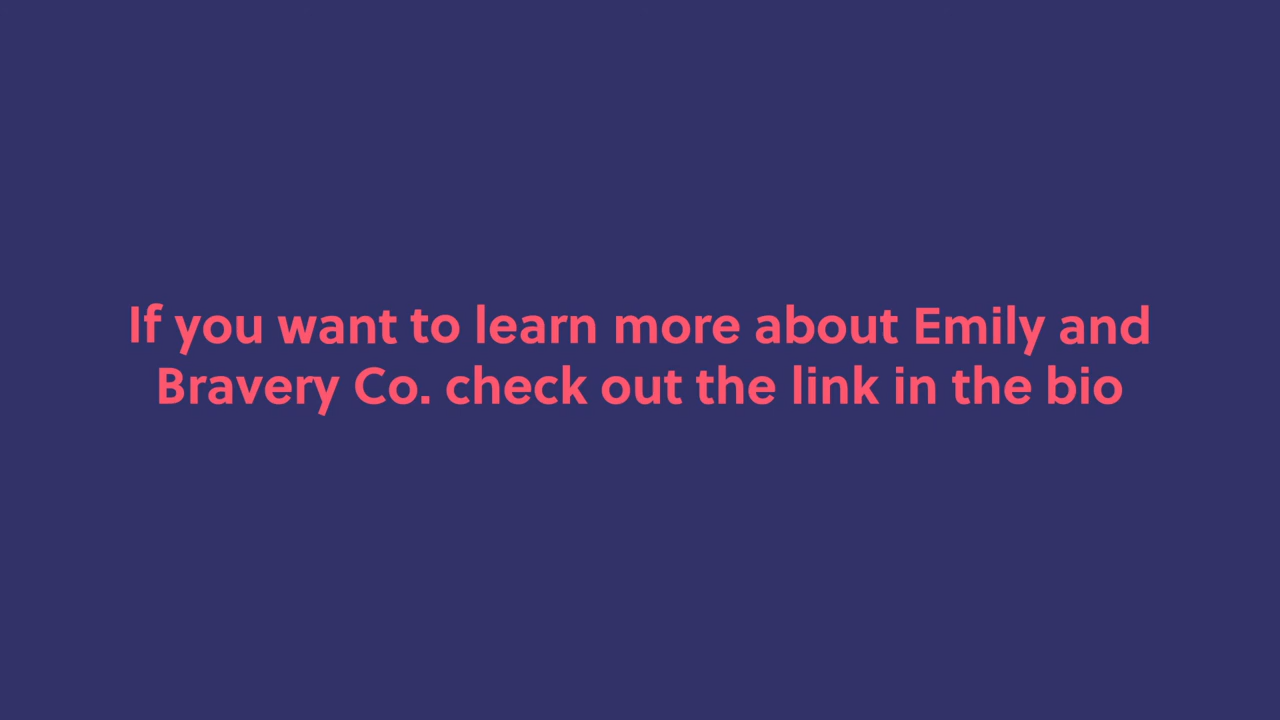 If you want to learn more about Emily and
Bravery Co. check out the link in the bio